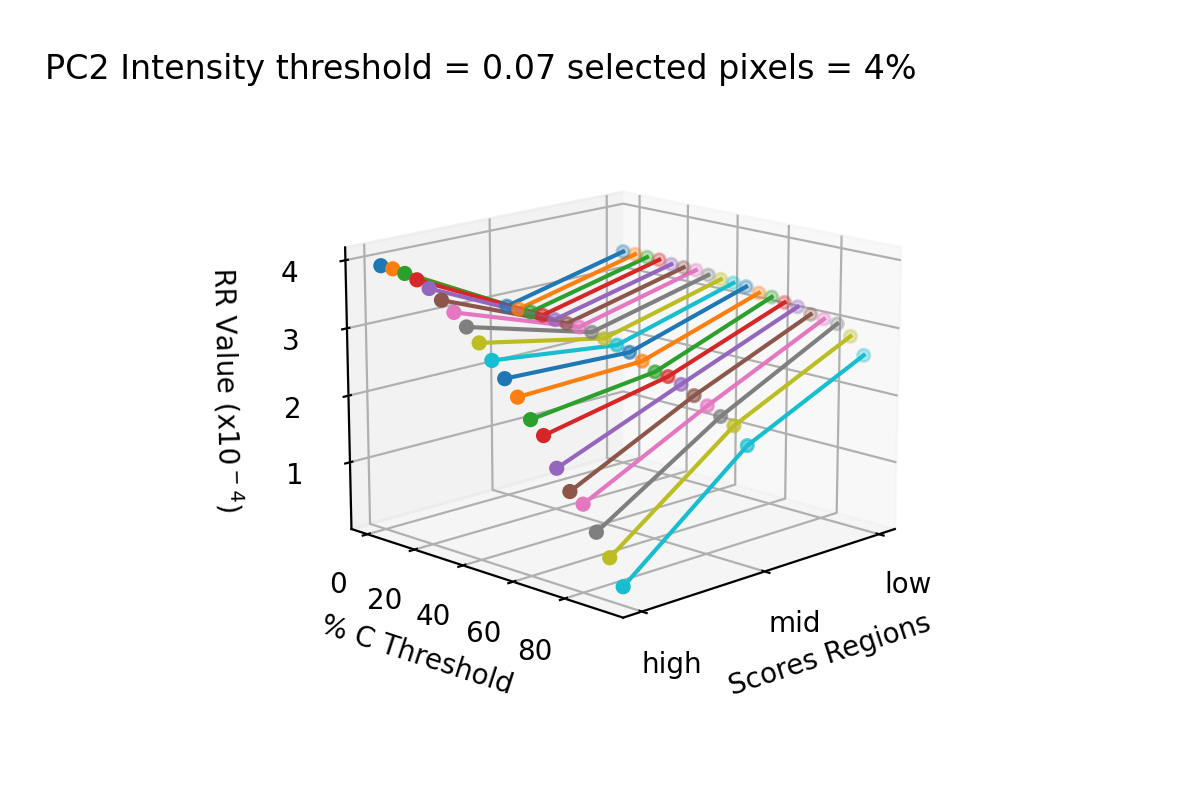 PC2 Intensity threshold = 0.07 selected pixels = 4%
RR Value (x10⁻⁴)
4
3
2
1
0
20
40
60
80
% C Threshold
high
mid
low
Scores Regions